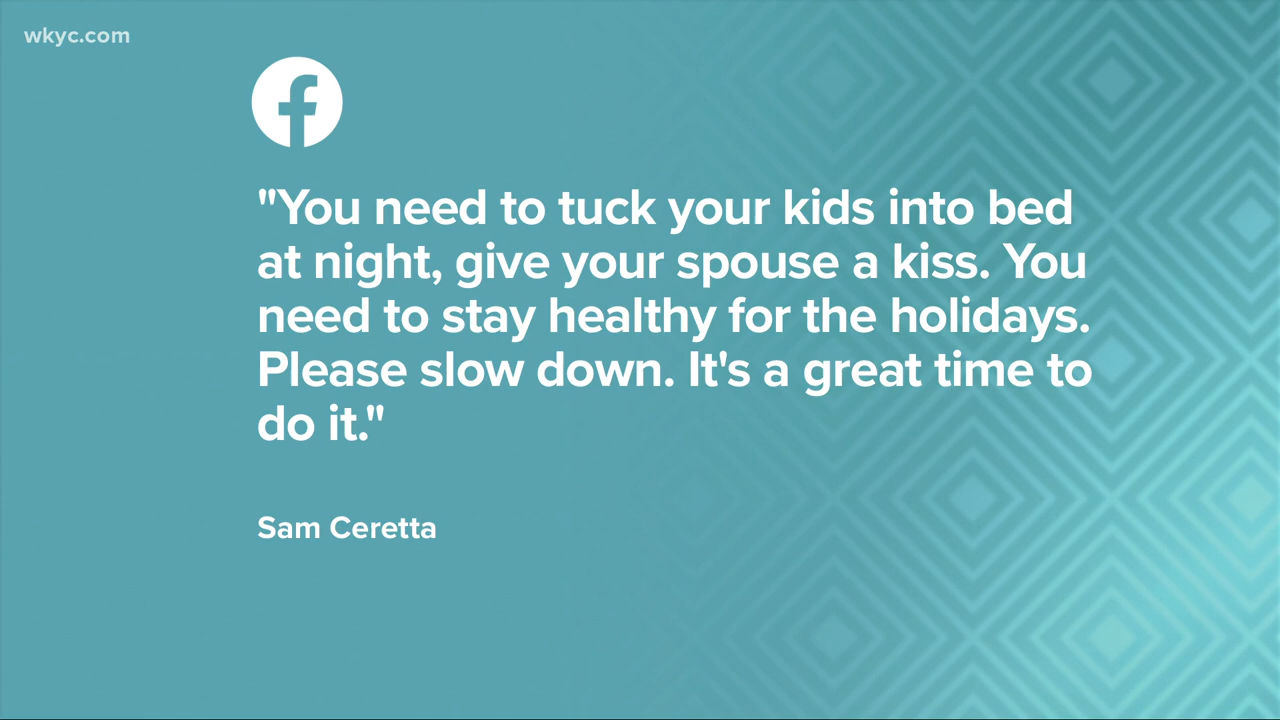 wkyc.com
"You need to tuck your kids into bed
at night, give your spouse a kiss. You
need to stay healthy for the holidays.
Please slow down. It's a great time to
do it."
Sam Ceretta